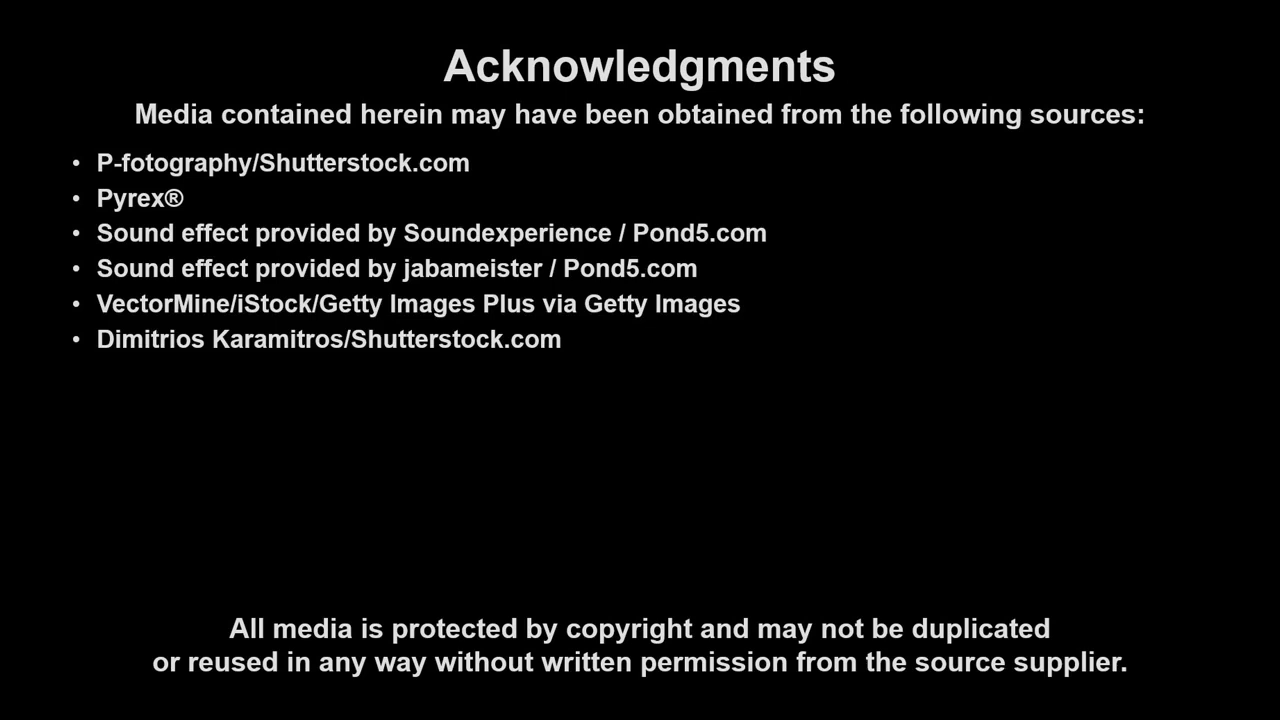 Acknowledgments
Media contained herein may have been obtained from the following sources:
• P-fotography/Shutterstock.com
• Pyrex®
• Sound effect provided by Soundexperience / Pond5.com
• Sound effect provided by jabameister / Pond5.com
• VectorMine/iStock/Getty Images Plus via Getty Images
• Dimitrios Karamitros/Shutterstock.com
All media is protected by copyright and may not be duplicated
or reused in any way without written permission from the source supplier.